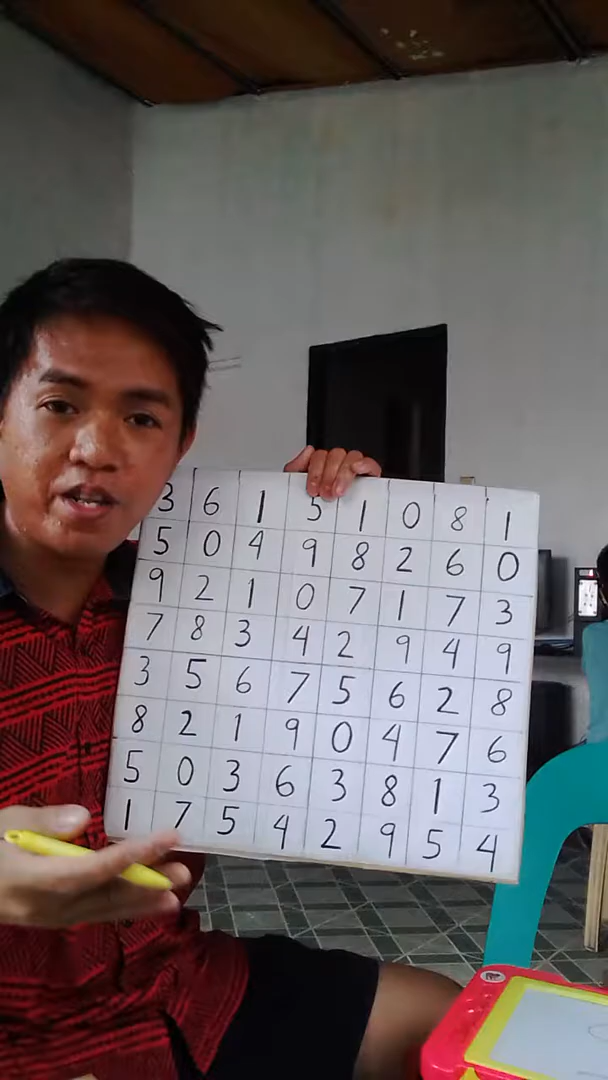 3 6 1 5 1 0 8 1
5 0 4 9 8 2 6 0
9 2 1 0 7 1 7 3
7 8 3 4 2 9 4 9
3 5 6 7 5 6 2 8
8 2 1 9 0 4 7 6
5 0 3 6 3 8 1 3
1 7 5 4 2 9 5 4